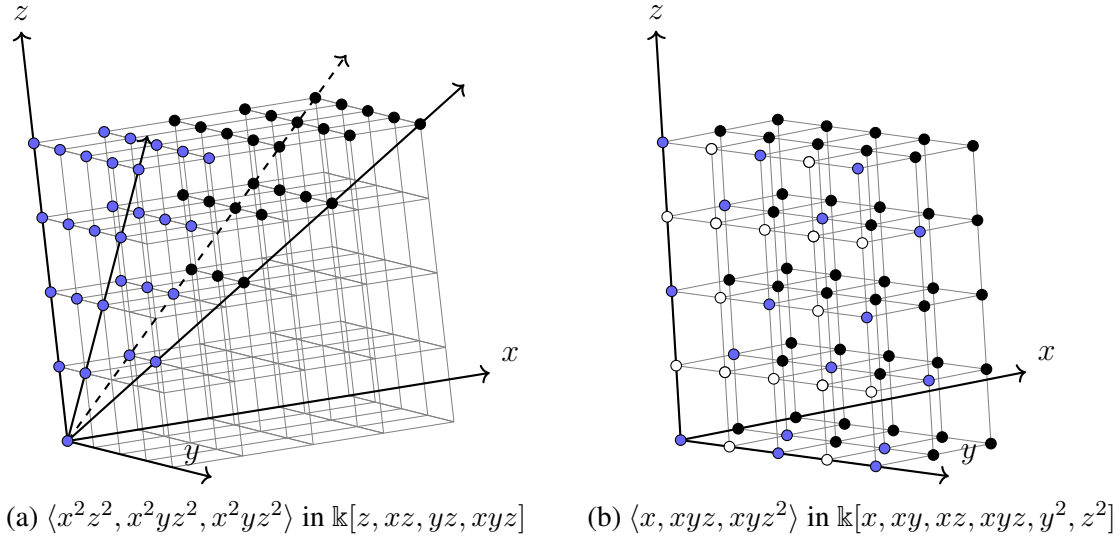 z
x
y
z
x
y
(a) ⟨x²z², x²yz², x²yz²⟩ in 𝕜[z, xz, yz, xyz]
(b) ⟨x, xyz, xyz²⟩ in 𝕜[x, xy, xz, xyz, y², z²]